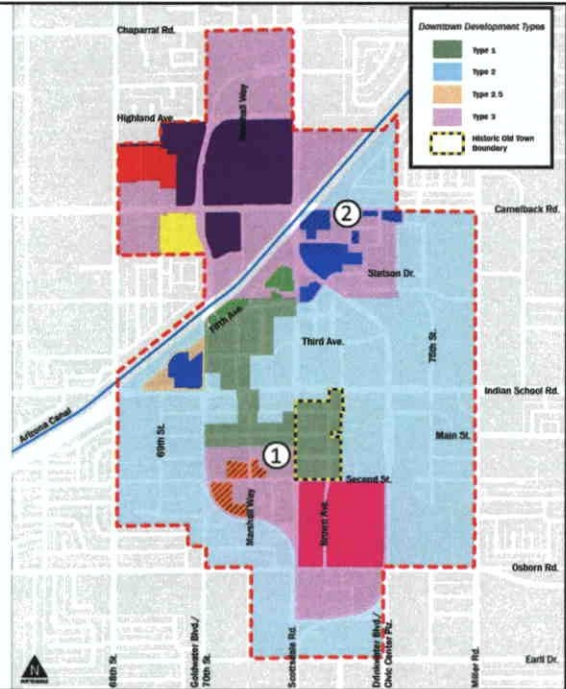 Chaparral Rd.
Downtown Development Types
Type 1
Type 2
Type 2.5
Type 3
Historic Old Town
Boundary
Marshall Way
Highland Ave.
Camelback Rd.
2
Stetson Dr.
Fifth Ave.
Third Ave.
75th St.
Indian School Rd.
Arizona Canal
69th St.
Main St.
1
Second St.
Marshall Way
Brown Ave.
Osborn Rd.
68th St.
Goldwater Blvd./
70th St.
Scottsdale Rd.
Drinkwater Blvd./
Civic Center Plz.
Miller Rd.
Earll Dr.
N